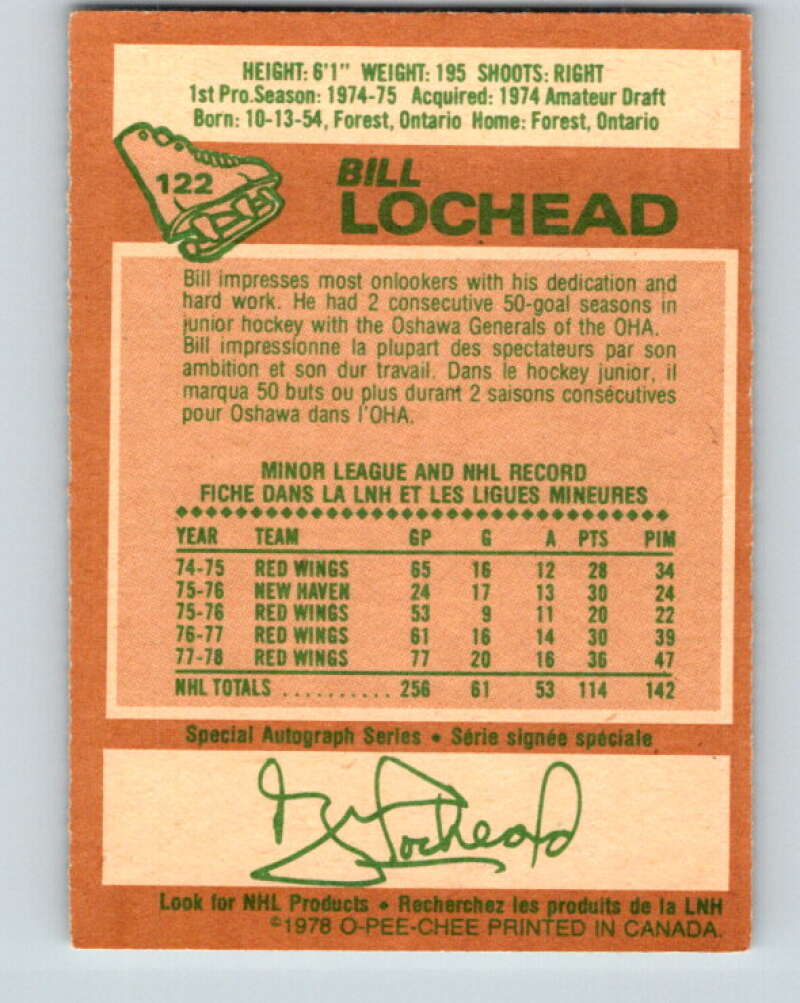 HEIGHT: 6'1" WEIGHT: 195 SHOOTS: RIGHT
1st Pro.Season: 1974-75 Acquired: 1974 Amateur Draft
Born: 10-13-54, Forest, Ontario Home: Forest, Ontario
122
BILL
LOCHEAD
Bill impresses most onlookers with his dedication and
hard work. He had 2 consecutive 50-goal seasons in
junior hockey with the Oshawa Generals of the OHA.
Bill impressionne la plupart des spectateurs par son
ambition et son dur travail. Dans le hockey junior, il
marqua 50 buts ou plus durant 2 saisons consécutives
pour Oshawa dans l'OHA.
MINOR LEAGUE AND NHL RECORD
FICHE DANS LA LNH ET LES LIGUES MINEURES
YEAR TEAM GP G A PTS PIM
74-75 RED WINGS 65 16 12 28 34
75-76 NEW HAVEN 24 17 13 30 24
75-76 RED WINGS 53 9 11 20 22
76-77 RED WINGS 61 16 14 30 39
77-78 RED WINGS 77 20 16 36 47
NHL TOTALS .......... 256 61 53 114 142
Special Autograph Series • Série signée spéciale
Bill Lochead
Look for NHL Products • Recherchez les produits de la LNH
©1978 O-PEE-CHEE PRINTED IN CANADA.